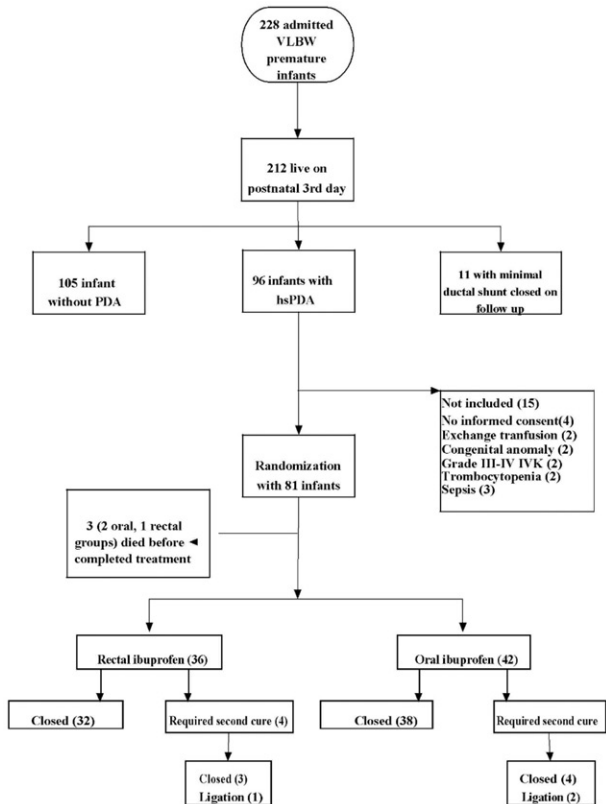 228 admitted
VLBW
premature
infants
212 live on
postnatal 3rd day
105 infant
without PDA
96 infants with
hsPDA
11 with minimal
ductal shunt closed on
follow up
Not included (15)
No informed consent(4)
Exchange tranfusion (2)
Congenital anomaly (2)
Grade III-IV IVK (2)
Trombocytopenia (2)
Sepsis (3)
Randomization
with 81 infants
3 (2 oral, 1 rectal
groups) died before
completed treatment
Rectal ibuprofen (36)
Oral ibuprofen (42)
Closed (32)
Required second cure (4)
Closed (38)
Required second cure
Closed (3)
Ligation (1)
Closed (4)
Ligation (2)